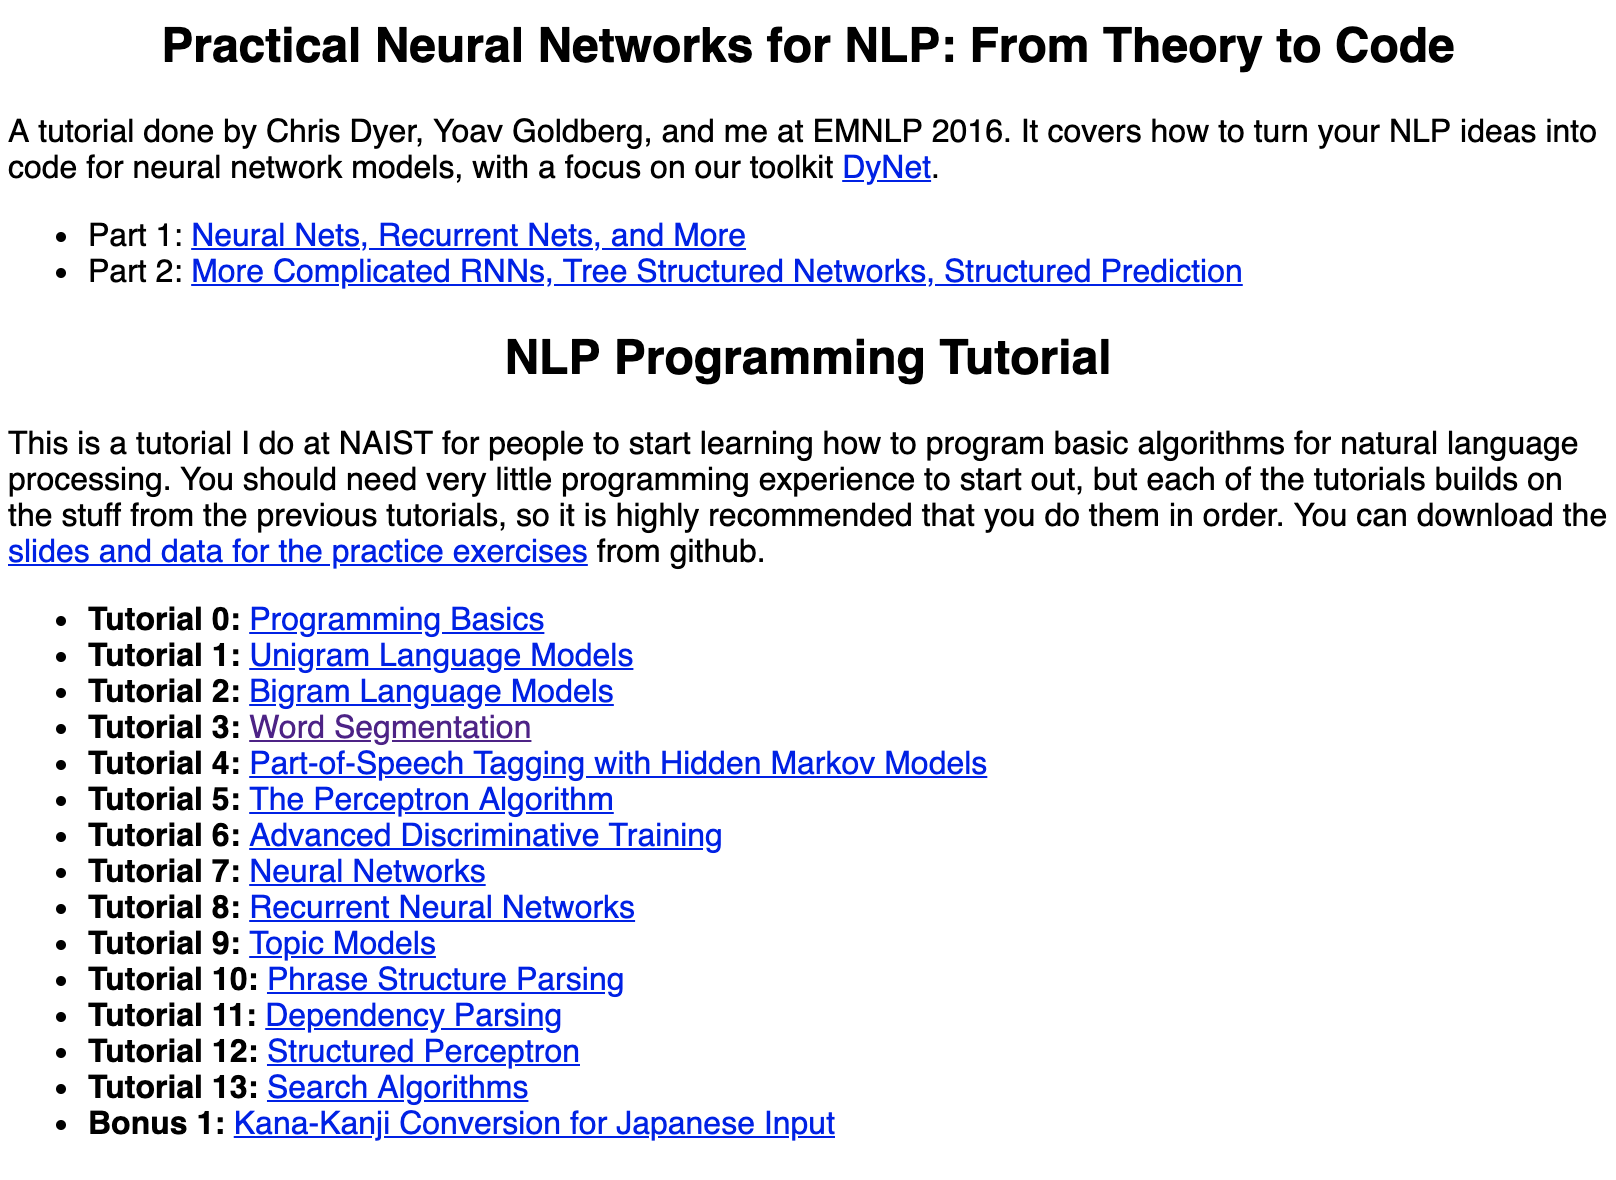 Practical Neural Networks for NLP: From Theory to Code
A tutorial done by Chris Dyer, Yoav Goldberg, and me at EMNLP 2016. It covers how to turn your NLP ideas into
code for neural network models, with a focus on our toolkit DyNet.
• Part 1: Neural Nets, Recurrent Nets, and More
• Part 2: More Complicated RNNs, Tree Structured Networks, Structured Prediction
NLP Programming Tutorial
This is a tutorial I do at NAIST for people to start learning how to program basic algorithms for natural language
processing. You should need very little programming experience to start out, but each of the tutorials builds on
the stuff from the previous tutorials, so it is highly recommended that you do them in order. You can download the
slides and data for the practice exercises from github.
• Tutorial 0: Programming Basics
• Tutorial 1: Unigram Language Models
• Tutorial 2: Bigram Language Models
• Tutorial 3: Word Segmentation
• Tutorial 4: Part-of-Speech Tagging with Hidden Markov Models
• Tutorial 5: The Perceptron Algorithm
• Tutorial 6: Advanced Discriminative Training
• Tutorial 7: Neural Networks
• Tutorial 8: Recurrent Neural Networks
• Tutorial 9: Topic Models
• Tutorial 10: Phrase Structure Parsing
• Tutorial 11: Dependency Parsing
• Tutorial 12: Structured Perceptron
• Tutorial 13: Search Algorithms
• Bonus 1: Kana-Kanji Conversion for Japanese Input